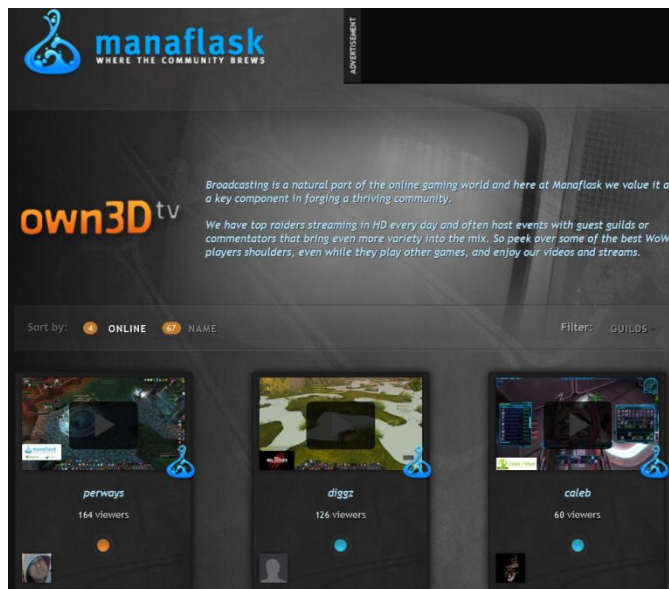 manaflask
WHERE THE COMMUNITY BREWS
ADVERTISEMENT
own3D tv
Broadcasting is a natural part of the online gaming world and here at Manaflask we value it a
a key component in forging a thriving community.
We have top raiders streaming in HD every day and often host events with guest guilds or
commentators that bring even more variety into the mix. So peek over some of the best WoW
players shoulders, even while they play other games, and enjoy our videos and streams.
Sort by: 4 ONLINE 67 NAME Filter: GUILDS
manaflask
perways
diggz
caleb
164 viewers
126 viewers
60 viewers